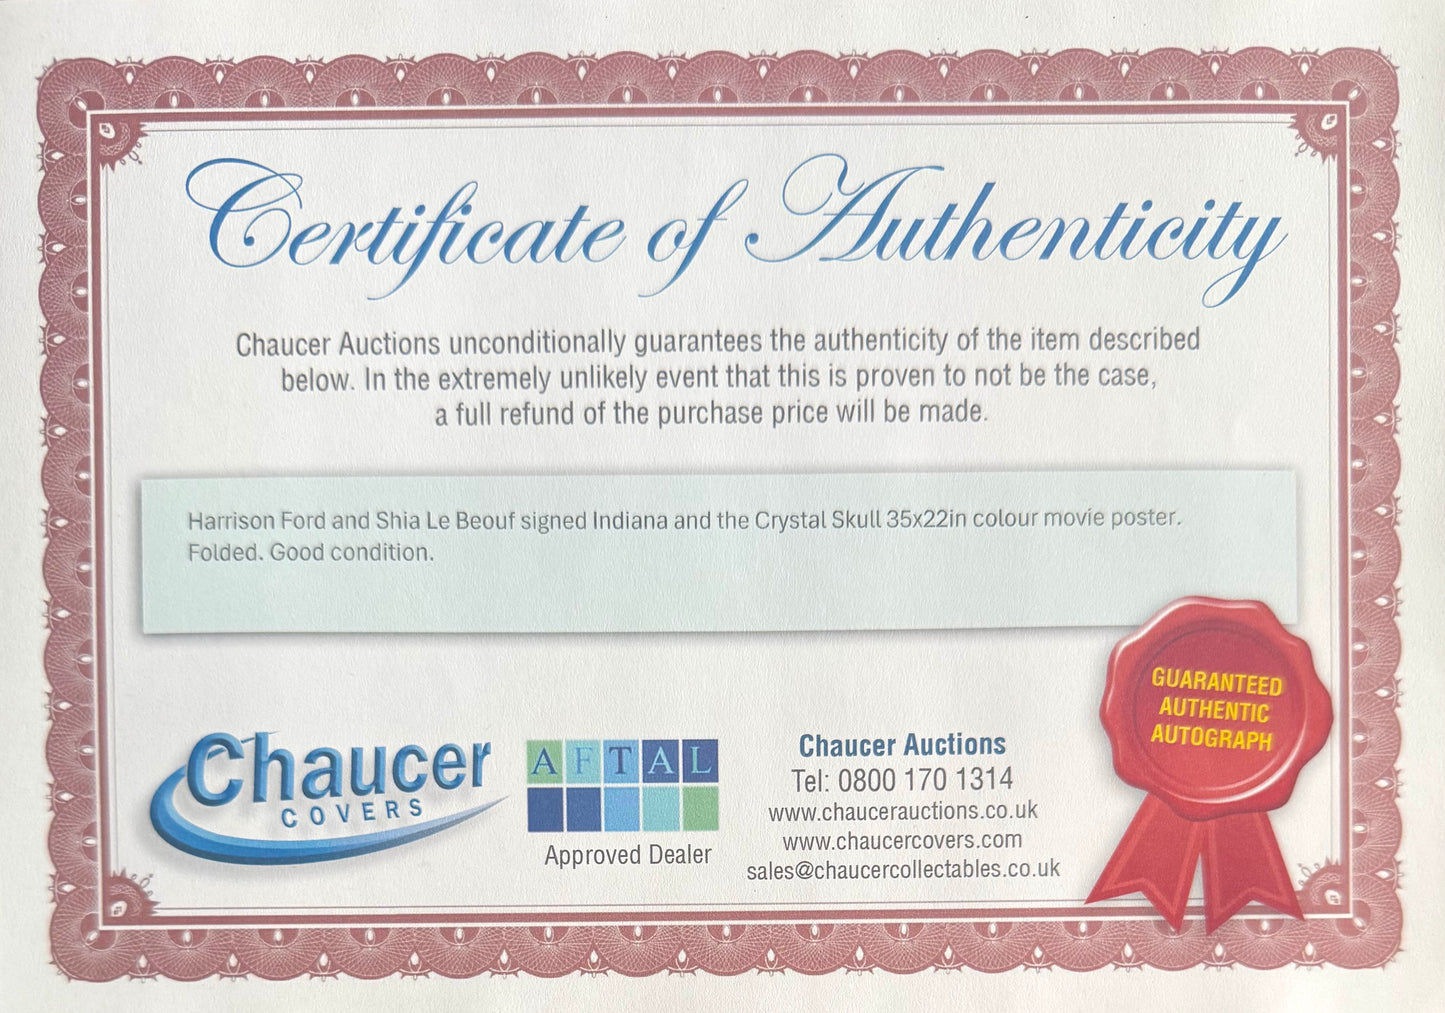 Certificate of Authenticity
Chaucer Auctions unconditionally guarantees the authenticity of the item described
below. In the extremely unlikely event that this is proven to not be the case,
a full refund of the purchase price will be made.
Harrison Ford and Shia Le Beouf signed Indiana and the Crystal Skull 35x22in colour movie poster.
Folded. Good condition.
GUARANTEED
AUTHENTIC
AUTOGRAPH
Chaucer
COVERS
AFTAL
Approved Dealer
Chaucer Auctions
Tel: 0800 170 1314
www.chaucerauctions.co.uk
www.chaucercovers.com
sales@chaucercollectables.co.uk